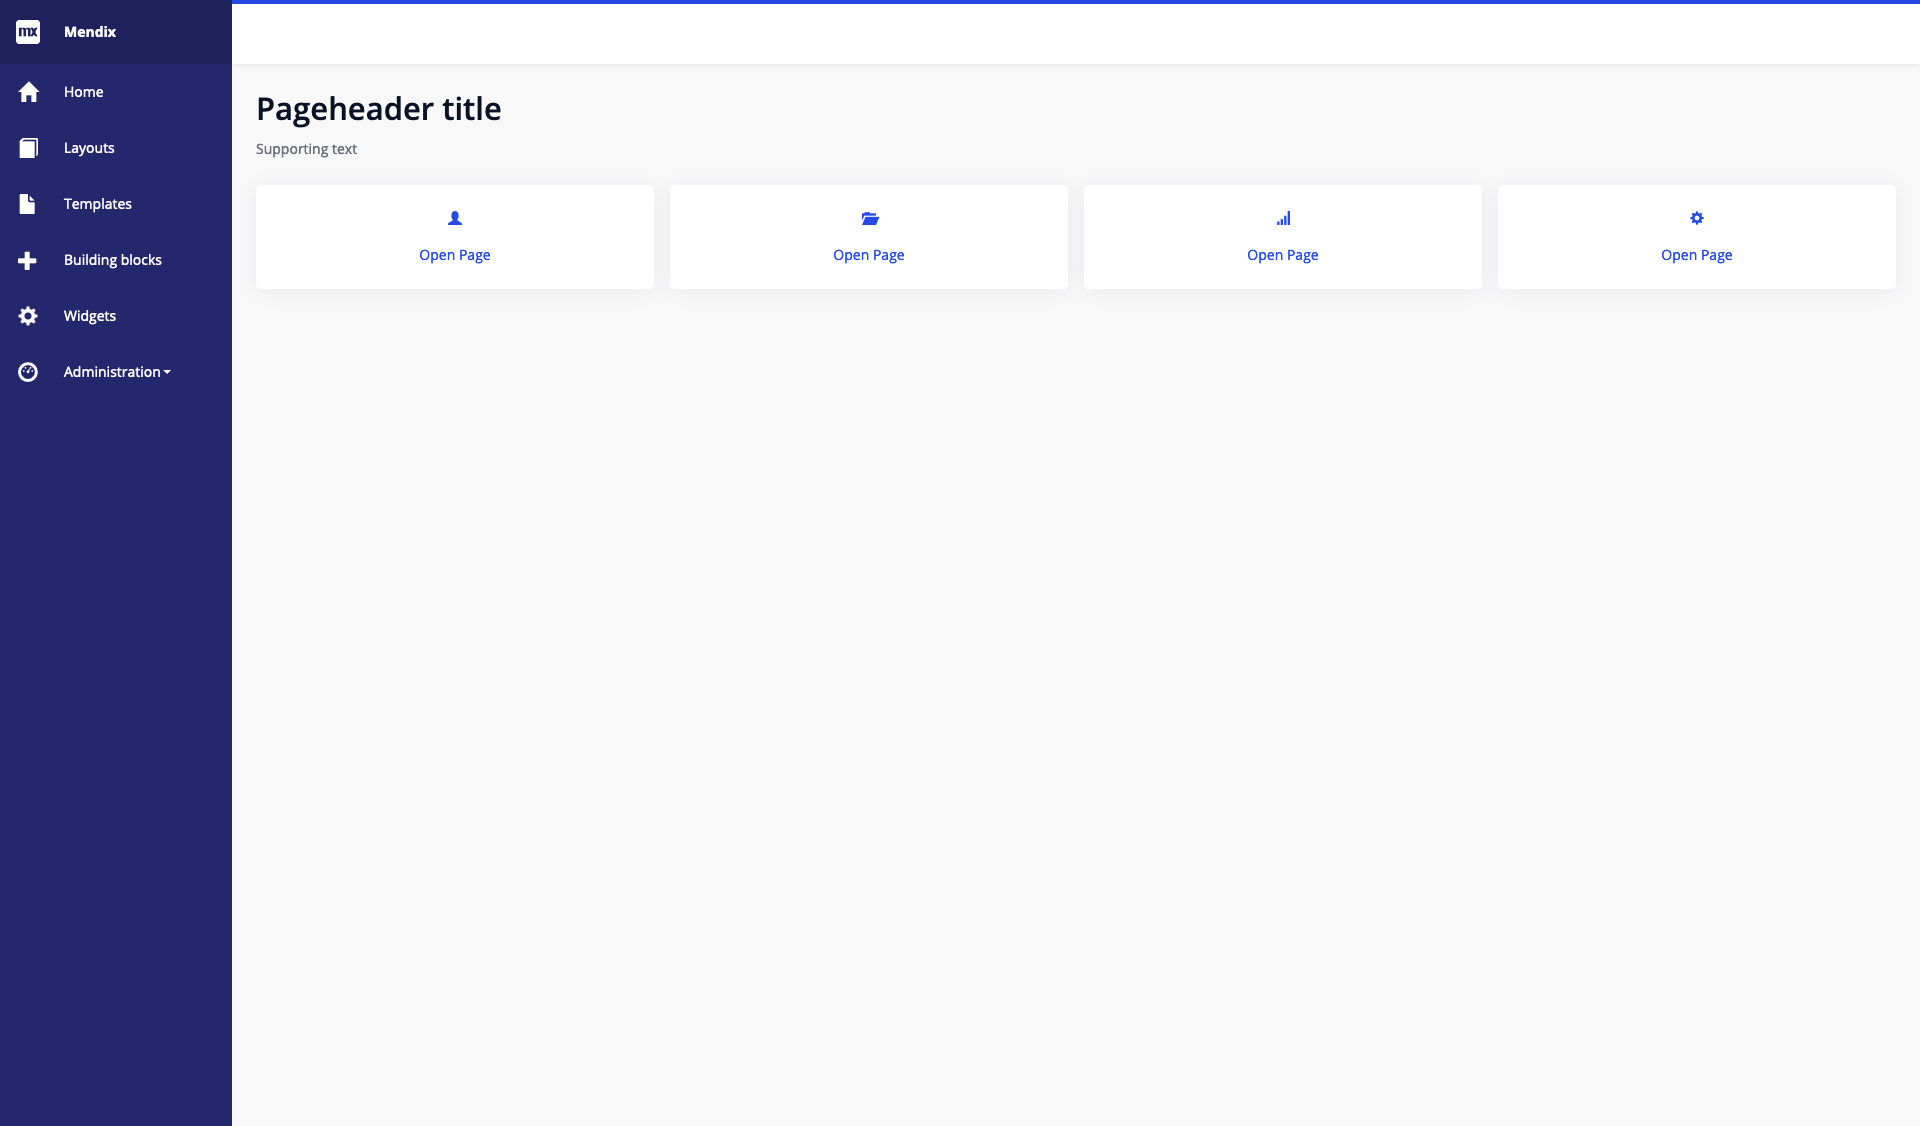 mx Mendix
Home
Layouts
Templates
Building blocks
Widgets
Administration
Pageheader title
Supporting text
Open Page
Open Page
Open Page
Open Page